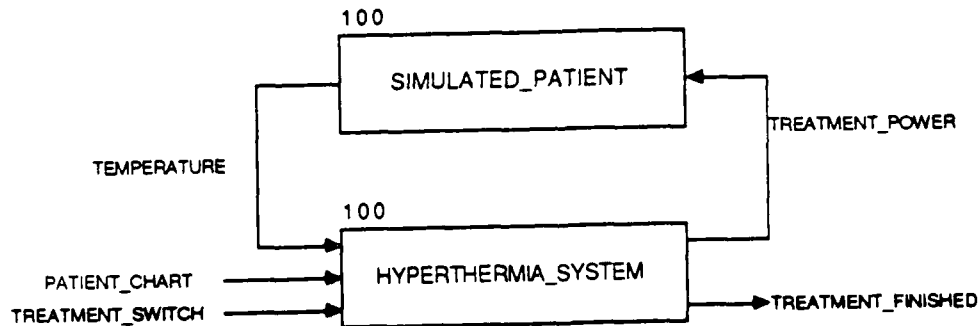 100
SIMULATED_PATIENT
TREATMENT_POWER
TEMPERATURE
100
HYPERTHERMIA_SYSTEM
PATIENT_CHART
TREATMENT_SWITCH
TREATMENT_FINISHED